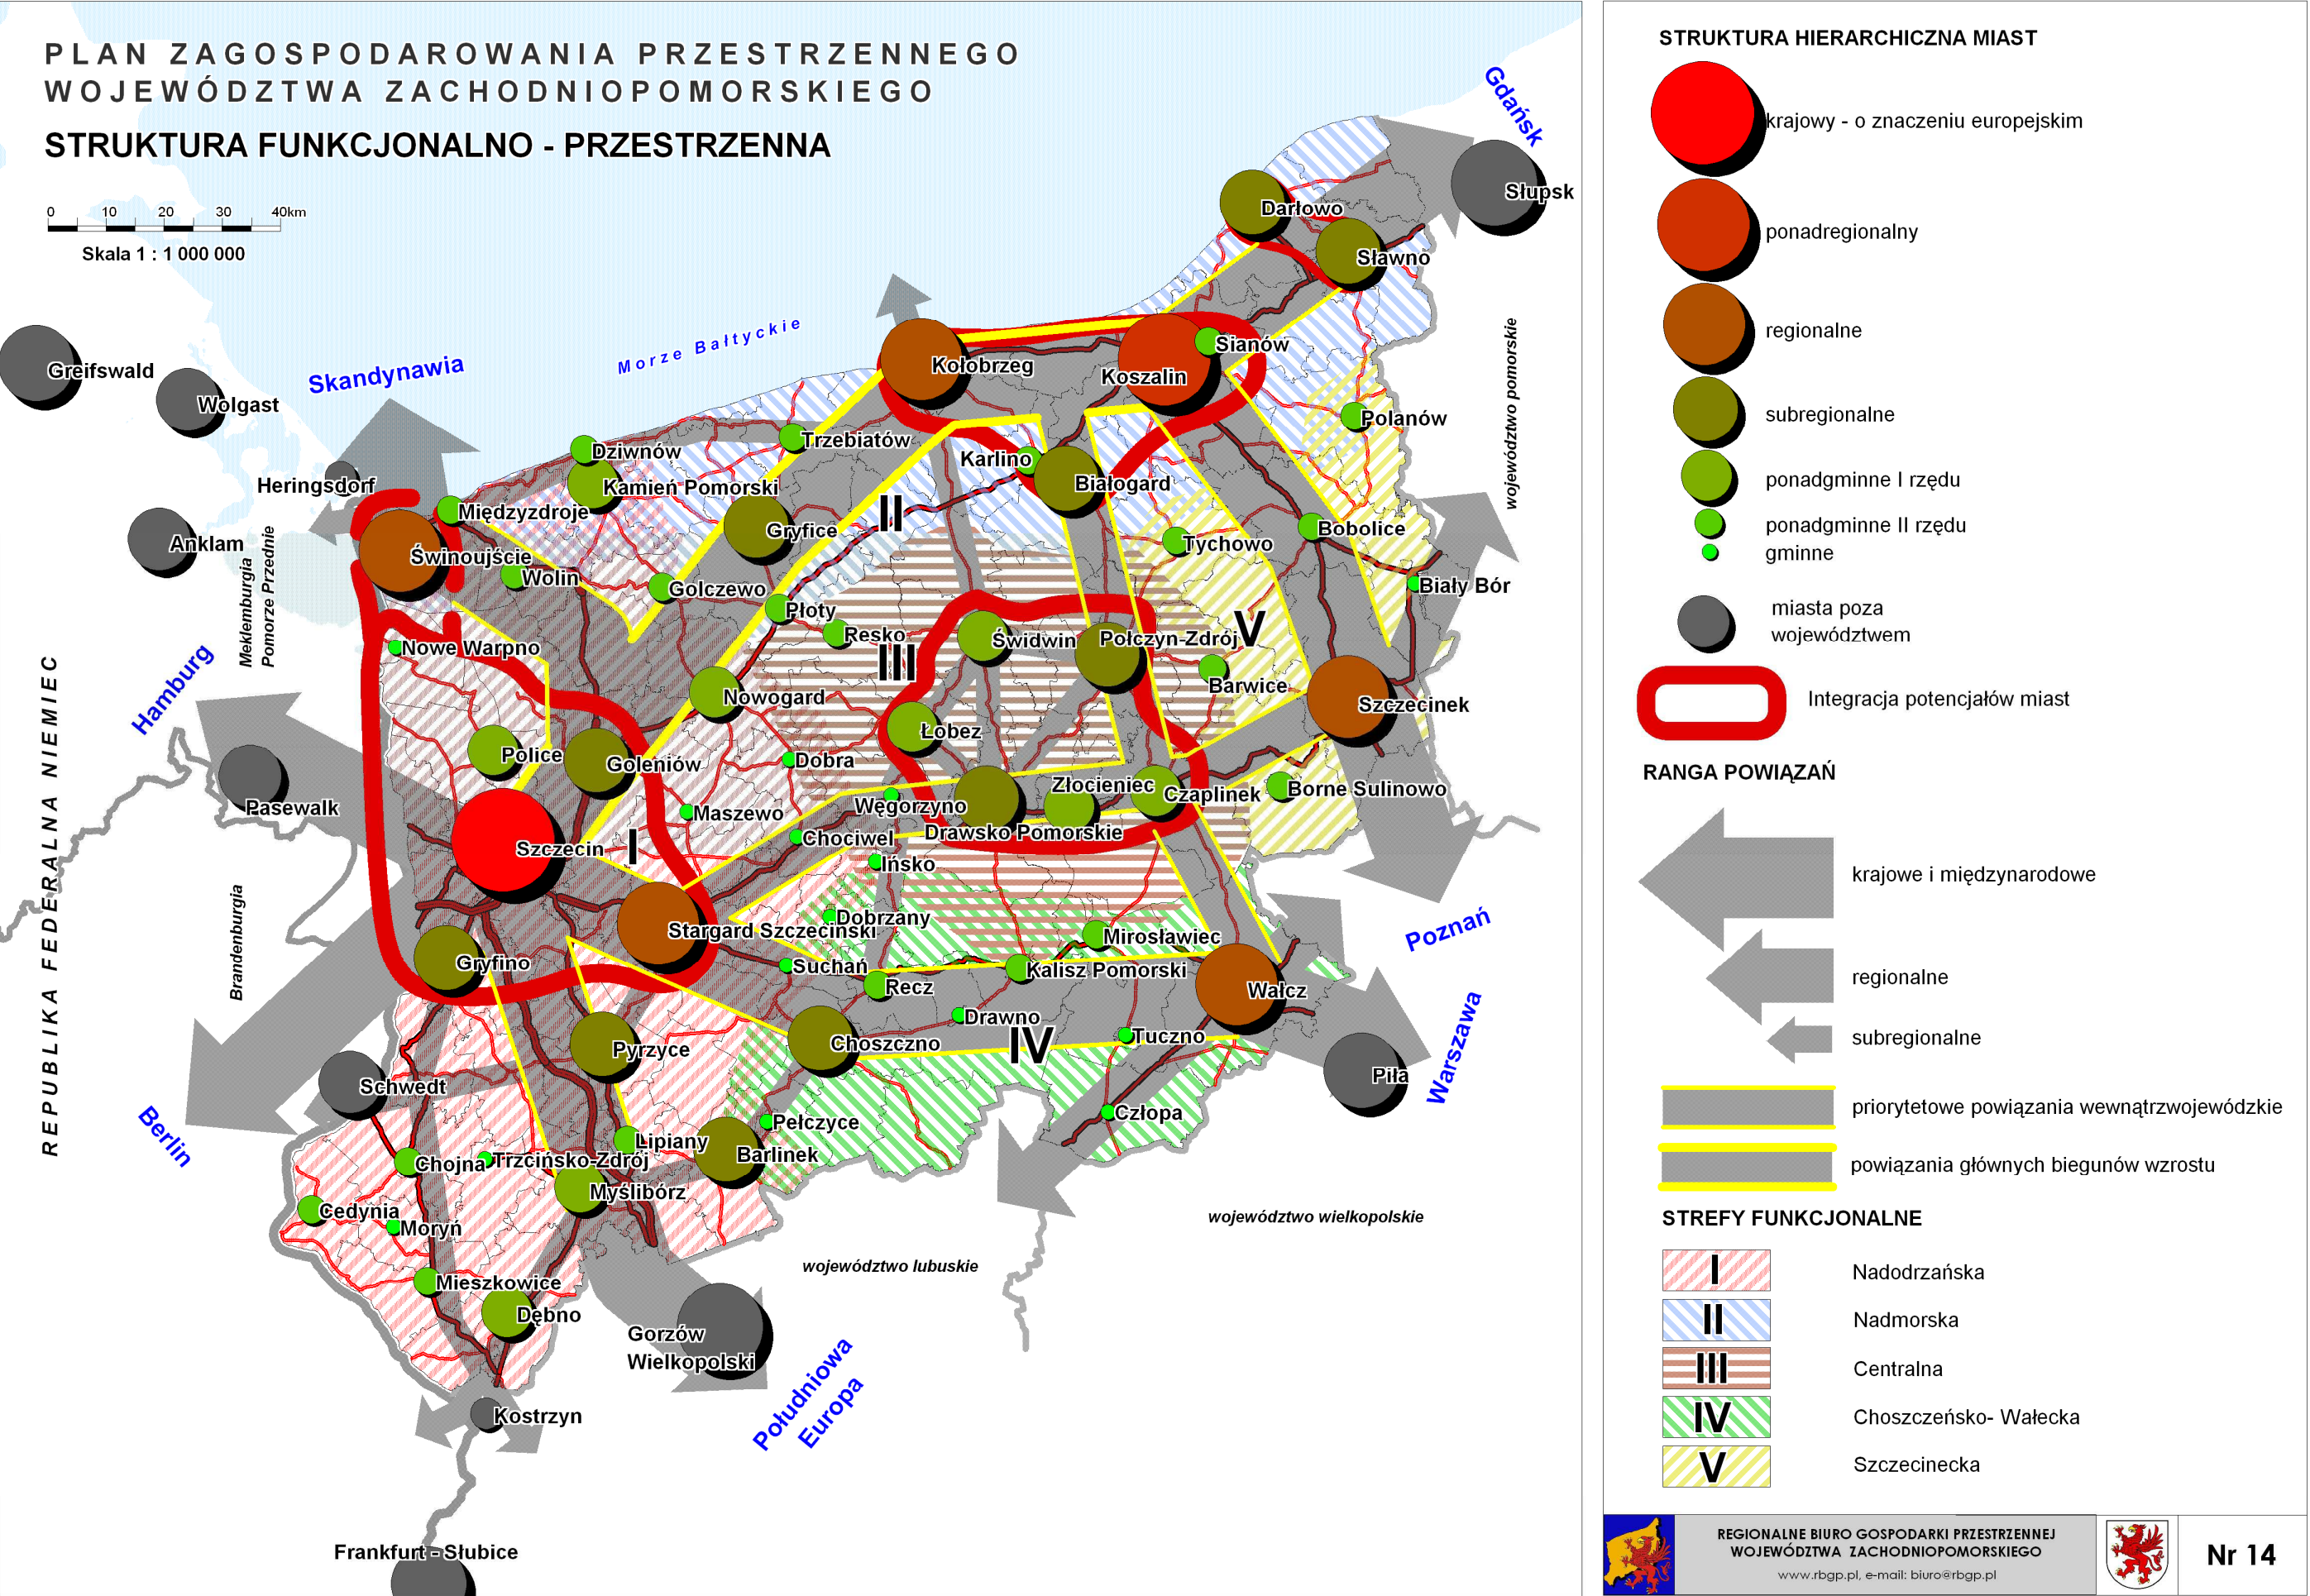 PLAN ZAGOSPODAROWANIA PRZESTRZENNEGO
WOJEWÓDZTWA ZACHODNIOPOMORSKIEGO
STRUKTURA FUNKCJONALNO - PRZESTRZENNA
0 10 20 30 40km
Skala 1 : 1 000 000
Gdańsk
Słupsk
Darłowo
Sławno
Morze Bałtyckie
Skandynawia
Greifswald
Wolgast
Heringsdorf
Anklam
Meklemburgia
Pomorze Przednie
Hamburg
REPUBLIKA FEDERALNA NIEMIEC
Brandenburgia
Berlin
Pasewalk
Schwedt
województwo pomorskie
Kołobrzeg
Koszalin
Sianów
Polanów
Trzebiatów
Dziwnów
Kamień Pomorski
Karlino
Białogard
Międzyzdroje
Gryfice
II
Bobolice
Tychowo
Świnoujście
Wolin
Golczewo
Biały Bór
Płoty
Resko
Świdwin
Połczyn-Zdrój
V
Nowe Warpno
III
Barwice
Nowogard
Szczecinek
Łobez
Police
Goleniów
Dobra
Złocieniec
Czaplinek
Borne Sulinowo
Węgorzyno
Maszewo
Drawsko Pomorskie
Chociwel
Szczecin
I
Ińsko
Dobrzany
Stargard Szczeciński
Mirosławiec
Poznań
Gryfino
Suchań
Kalisz Pomorski
Recz
Wałcz
Drawno
Tuczno
IV
Choszczno
Pyrzyce
Warszawa
Piła
Człopa
Pełczyce
Lipiany
Barlinek
Chojna
Trzcińsko-Zdrój
Myślibórz
Cedynia
Moryń
województwo wielkopolskie
województwo lubuskie
Mieszkowice
Dębno
Gorzów
Wielkopolski
Południowa
Europa
Kostrzyn
Frankfurt - Słubice
STRUKTURA HIERARCHICZNA MIAST
krajowy - o znaczeniu europejskim
ponadregionalny
regionalne
subregionalne
ponadgminne I rzędu
ponadgminne II rzędu
gminne
miasta poza
województwem
Integracja potencjałów miast
RANGA POWIĄZAŃ
krajowe i międzynarodowe
regionalne
subregionalne
priorytetowe powiązania wewnątrzwojewódzkie
powiązania głównych biegunów wzrostu
STREFY FUNKCJONALNE
I Nadodrzańska
II Nadmorska
III Centralna
IV Choszczeńsko- Wałecka
V Szczecinecka
REGIONALNE BIURO GOSPODARKI PRZESTRZENNEJ
WOJEWÓDZTWA ZACHODNIOPOMORSKIEGO
www.rbgp.pl, e-mail: biuro@rbgp.pl
Nr 14